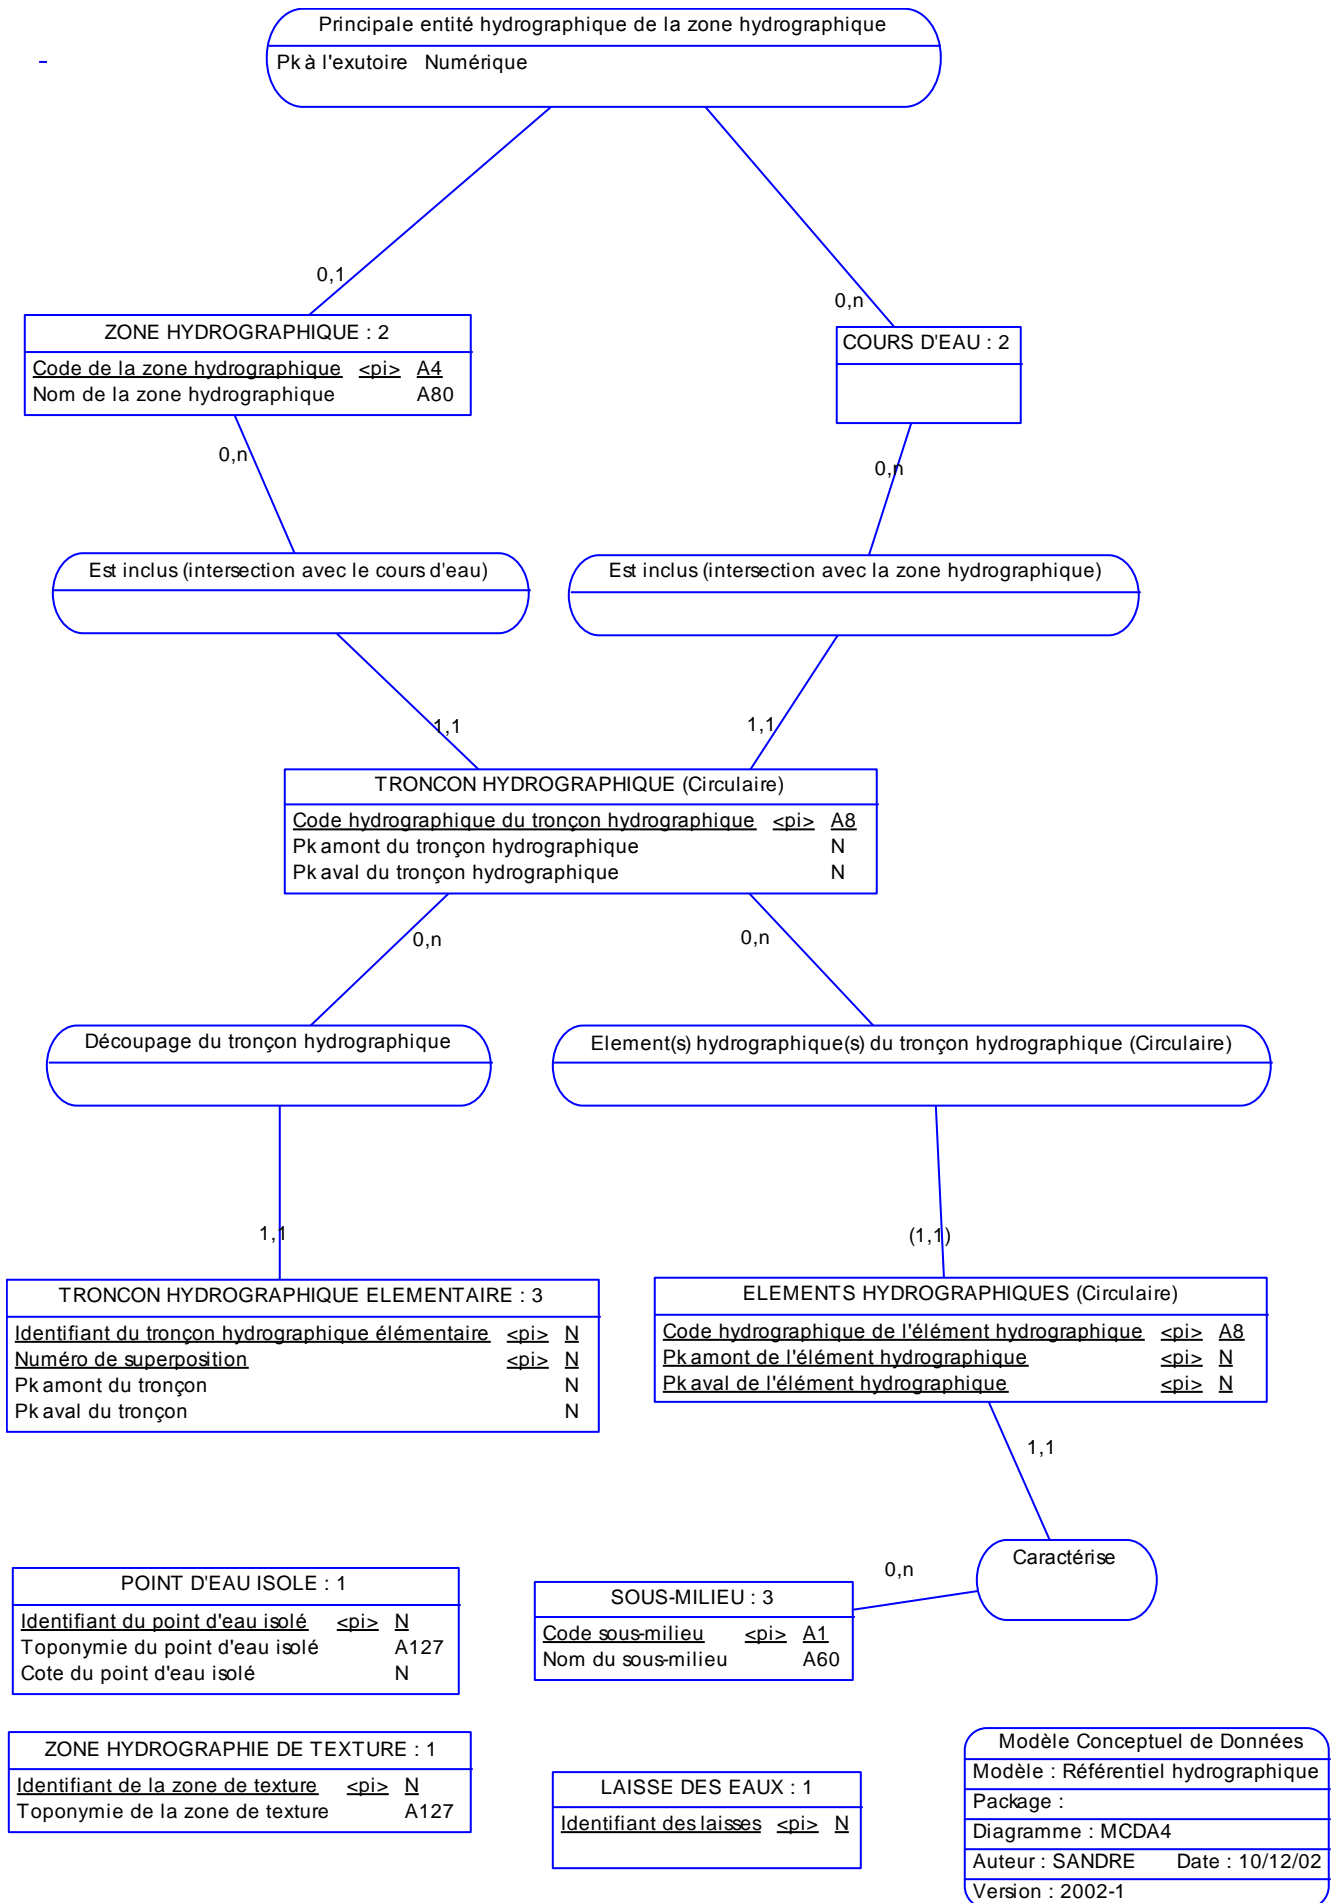 Principale entité hydrographique de la zone hydrographique
Pk à l'exutoire Numérique
0,1
0,n
ZONE HYDROGRAPHIQUE : 2
Code de la zone hydrographique <pi> A4
Nom de la zone hydrographique A80
COURS D'EAU : 2
0,n
0,n
Est inclus (intersection avec le cours d'eau)
Est inclus (intersection avec la zone hydrographique)
1,1
1,1
TRONCON HYDROGRAPHIQUE (Circulaire)
Code hydrographique du tronçon hydrographique <pi> A8
Pk amont du tronçon hydrographique N
Pk aval du tronçon hydrographique N
0,n
0,n
Découpage du tronçon hydrographique
Element(s) hydrographique(s) du tronçon hydrographique (Circulaire)
1,1
(1,1)
TRONCON HYDROGRAPHIQUE ELEMENTAIRE : 3
Identifiant du tronçon hydrographique élémentaire <pi> N
Numéro de superposition <pi> N
Pk amont du tronçon N
Pk aval du tronçon N
ELEMENTS HYDROGRAPHIQUES (Circulaire)
Code hydrographique de l'élément hydrographique <pi> A8
Pk amont de l'élément hydrographique <pi> N
Pk aval de l'élément hydrographique <pi> N
1,1
Caractérise
0,n
POINT D'EAU ISOLE : 1
Identifiant du point d'eau isolé <pi> N
Toponymie du point d'eau isolé A127
Cote du point d'eau isolé N
SOUS-MILIEU : 3
Code sous-milieu <pi> A1
Nom du sous-milieu A60
ZONE HYDROGRAPHIE DE TEXTURE : 1
Identifiant de la zone de texture <pi> N
Toponymie de la zone de texture A127
LAISSE DES EAUX : 1
Identifiant des laisses <pi> N
Modèle Conceptuel de Données
Modèle : Référentiel hydrographique
Package :
Diagramme : MCDA4
Auteur : SANDRE Date : 10/12/02
Version : 2002-1